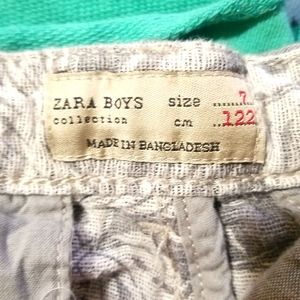 ZARA BOYS size ..7..
collection cm ..122
MADE IN BANGLADESH